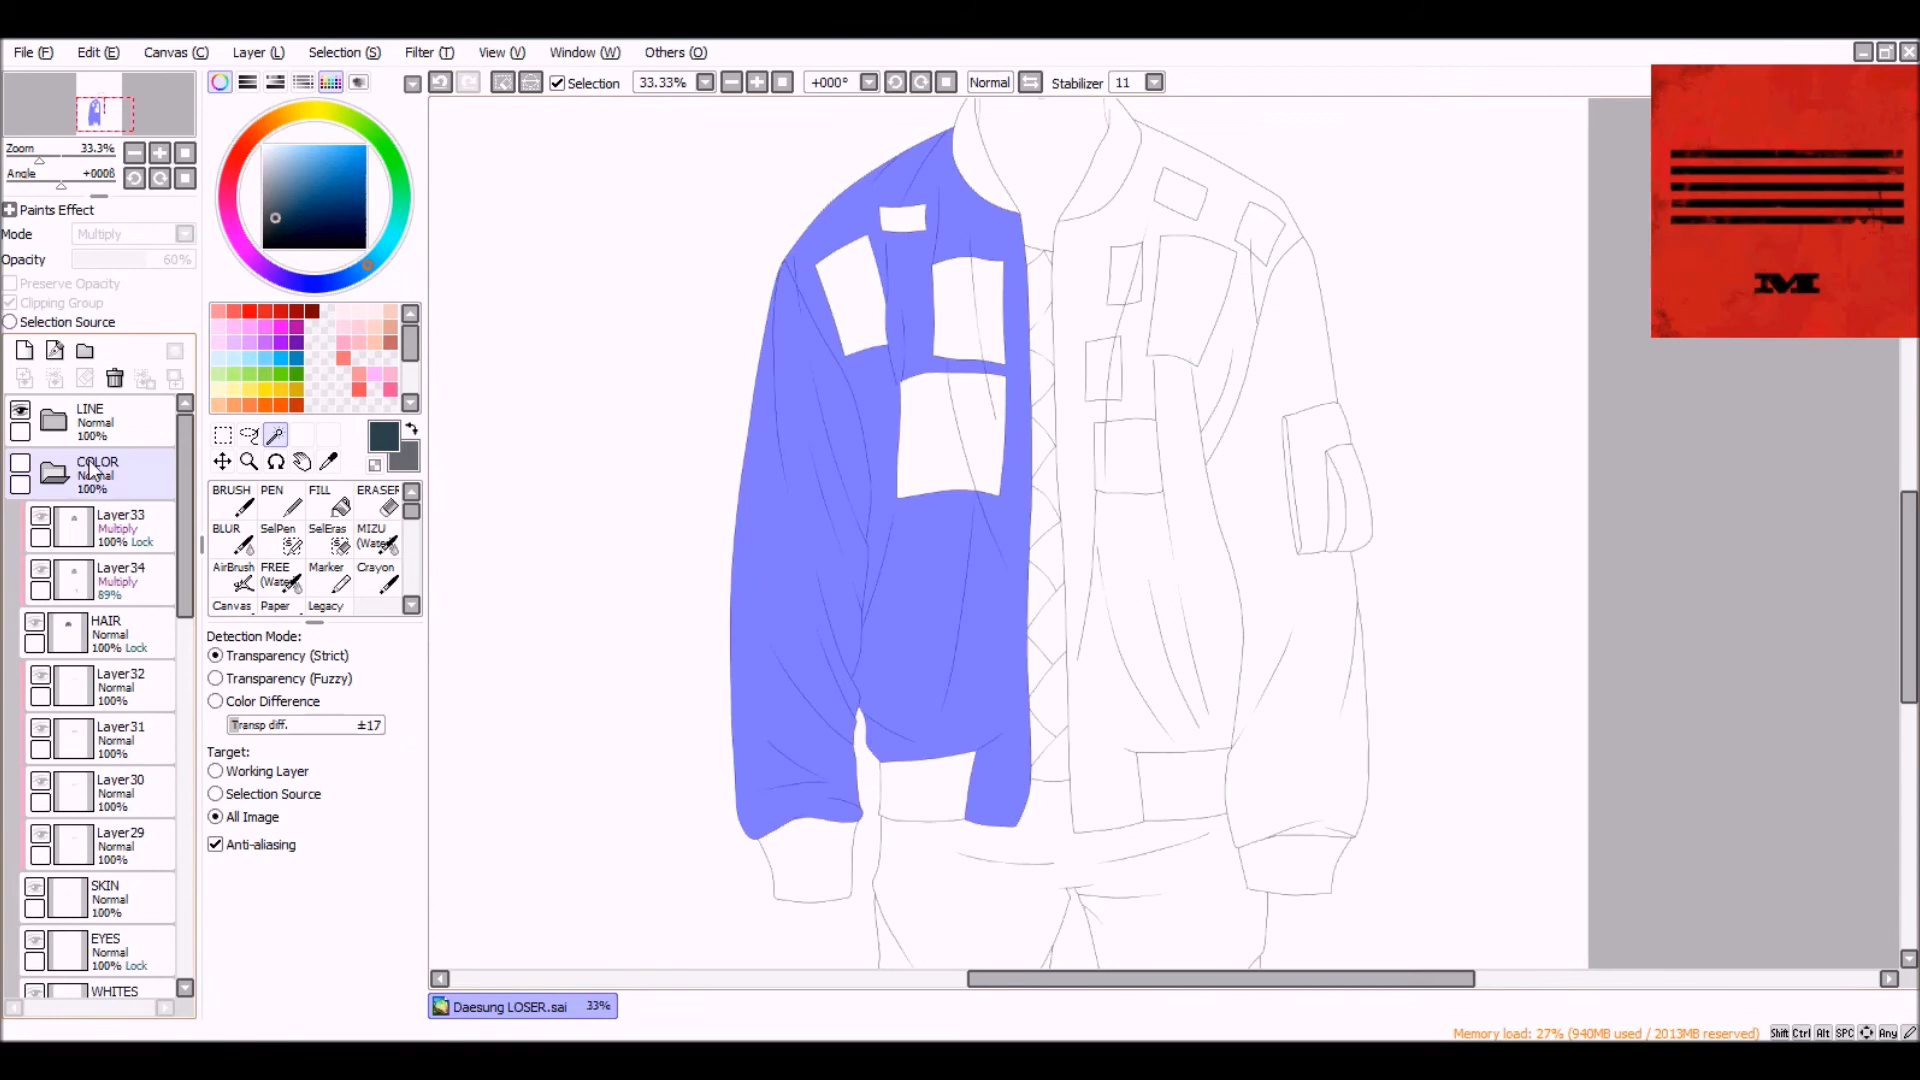 File (F) Edit (E) Canvas (C) Layer (L) Selection (S) Filter (T) View (V) Window (W) Others (O)
Selection 33.33% +000° Normal Stabilizer 11
Zoom 33.3%
Angle +000ß
Paints Effect
Mode Multiply
Opacity 60%
Preserve Opacity
Clipping Group
Selection Source
LINE
Normal
100%
COLOR
Normal
100%
Layer33
Multiply
100% Lock
Layer34
Multiply
89%
HAIR
Normal
100% Lock
Layer32
Normal
100%
Layer31
Normal
100%
Layer30
Normal
100%
Layer29
Normal
100%
SKIN
Normal
100%
EYES
Normal
100% Lock
WHITES
BRUSH PEN FILL ERASER
BLUR SelPen SelEras MIZU
(Wate
AirBrush FREE Marker Crayon
(Wate
Canvas Paper Legacy
Detection Mode:
Transparency (Strict)
Transparency (Fuzzy)
Color Difference
Transp diff. ±17
Target:
Working Layer
Selection Source
All Image
Anti-aliasing
M
Daesung LOSER.sai 33%
Memory load: 27% (940MB used / 2013MB reserved) Shift Ctrl Alt SPC Any